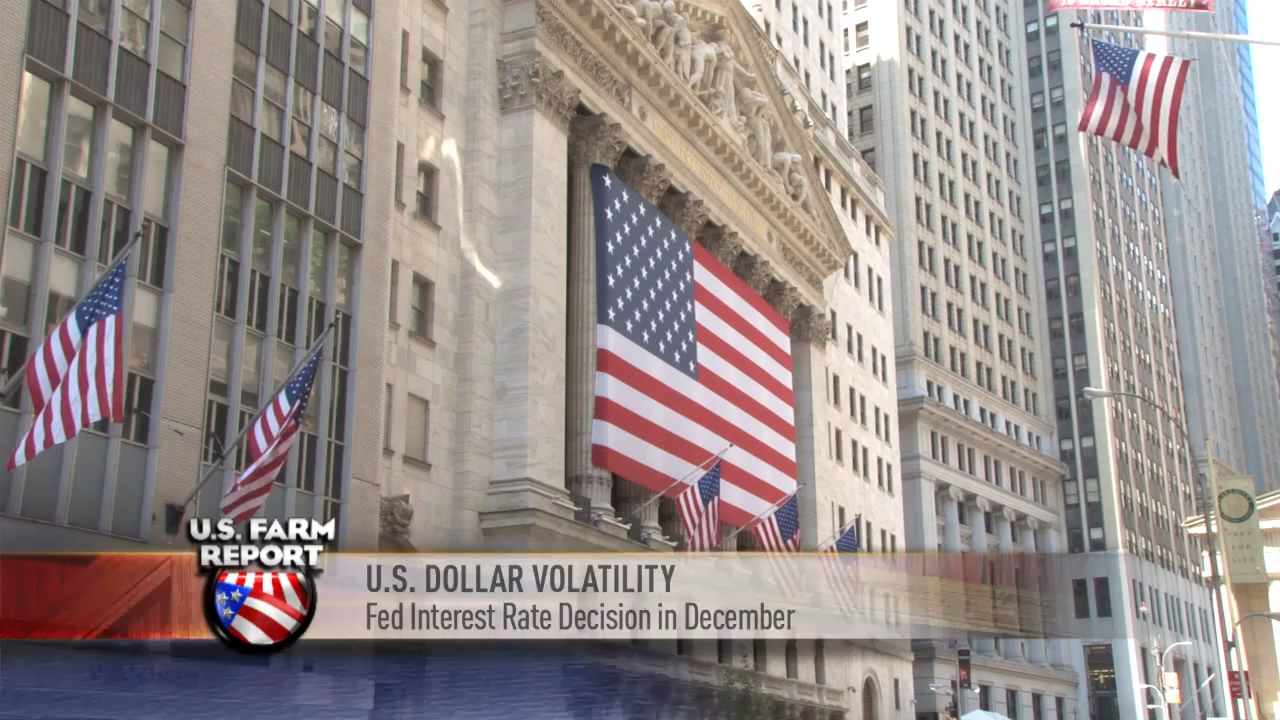 U.S. FARM
REPORT
U.S. DOLLAR VOLATILITY
Fed Interest Rate Decision in December